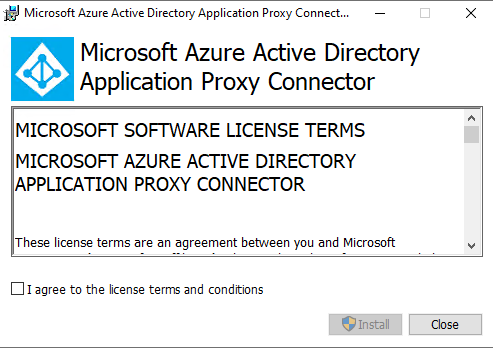 Microsoft Azure Active Directory Application Proxy Connect...
Microsoft Azure Active Directory
Application Proxy Connector
MICROSOFT SOFTWARE LICENSE TERMS
MICROSOFT AZURE ACTIVE DIRECTORY
APPLICATION PROXY CONNECTOR
These license terms are an agreement between you and Microsoft
I agree to the license terms and conditions
Install
Close